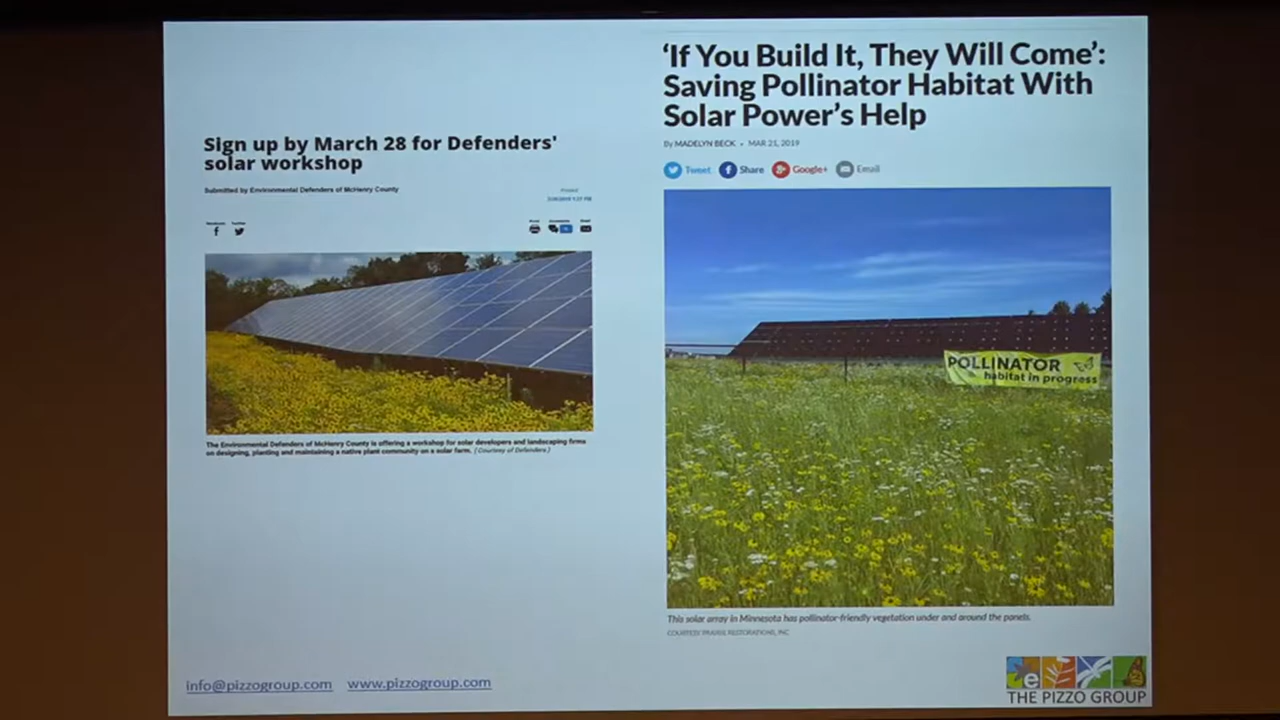 Sign up by March 28 for Defenders'
solar workshop
Submitted by Environmental Defenders of McHenry County
Posted
The Environmental Defenders of McHenry County is offering a workshop for solar developers and landscaping firms
on designing, planting and maintaining a native plant community on a solar farm. (Courtesy of Defenders)
'If You Build It, They Will Come':
Saving Pollinator Habitat With
Solar Power's Help
By MADELYN BECK • MAR 21, 2019
Tweet Share Google+ Email
POLLINATOR
habitat in progress
This solar array in Minnesota has pollinator-friendly vegetation under and around the panels.
COURTESY PRAIRIE RESTORATIONS, INC
info@pizzogroup.com www.pizzogroup.com
THE PIZZO GROUP